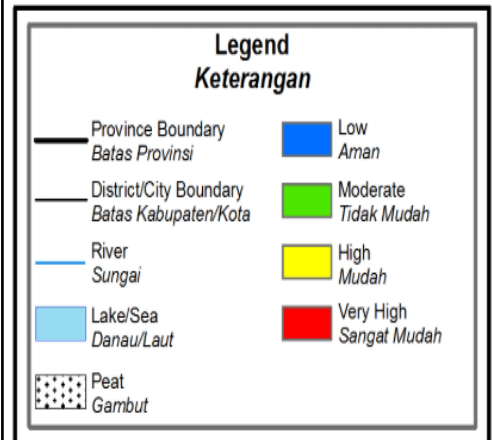 Legend
Keterangan
Province Boundary
Batas Provinsi
District/City Boundary
Batas Kabupaten/Kota
River
Sungai
Lake/Sea
Danau/Laut
Peat
Gambut
Low
Aman
Moderate
Tidak Mudah
High
Mudah
Very High
Sangat Mudah